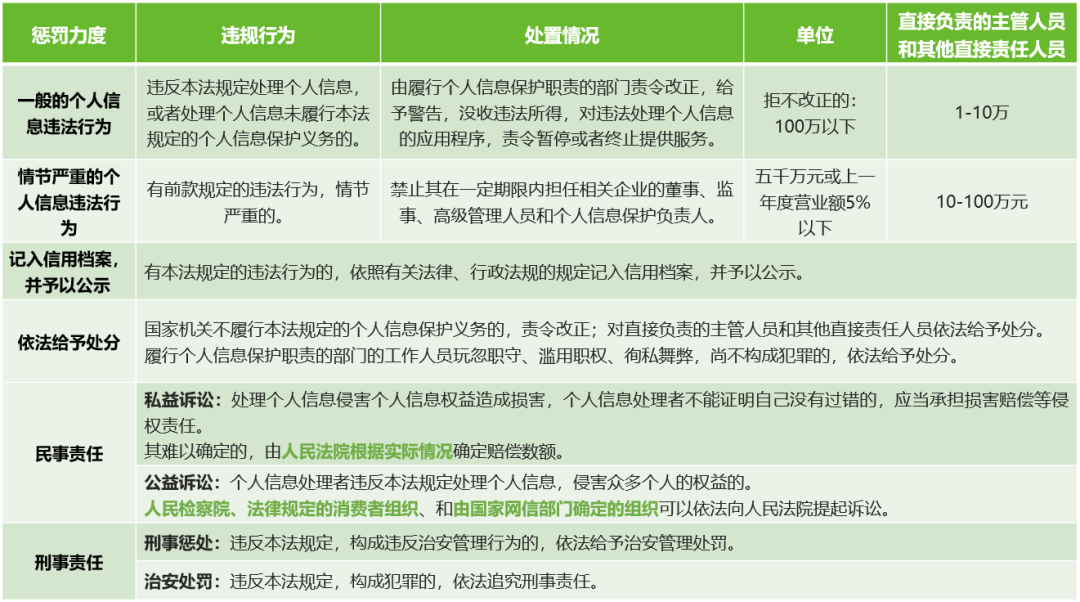 惩罚力度
违规行为
处置情况
单位
直接负责的主管人员
和其他直接责任人员
一般的个人信
息违法行为
违反本法规定处理个人信息，
或者处理个人信息未履行本法
规定的个人信息保护义务的。
由履行个人信息保护职责的部门责令改正，给
予警告，没收违法所得，对违法处理个人信息
的应用程序，责令暂停或者终止提供服务。
拒不改正的：
100万以下
1-10万
情节严重的个
人信息违法行
为
有前款规定的违法行为，情节
严重的。
禁止其在一定期限内担任相关企业的董事、监
事、高级管理人员和个人信息保护负责人。
五千万元或上一
年度营业额5%
以下
10-100万元
记入信用档案，
并予以公示
有本法规定的违法行为的，依照有关法律、行政法规的规定记入信用档案，并予以公示。
依法给予处分
国家机关不履行本法规定的个人信息保护义务的，责令改正；对直接负责的主管人员和其他直接责任人员依法给予处分。
履行个人信息保护职责的部门的工作人员玩忽职守、滥用职权、徇私舞弊，尚不构成犯罪的，依法给予处分。
民事责任
私益诉讼：处理个人信息侵害个人信息权益造成损害，个人信息处理者不能证明自己没有过错的，应当承担损害赔偿等侵
权责任。
其难以确定的，由人民法院根据实际情况确定赔偿数额。
公益诉讼：个人信息处理者违反本法规定处理个人信息，侵害众多个人的权益的。
人民检察院、法律规定的消费者组织、和由国家网信部门确定的组织可以依法向人民法院提起诉讼。
刑事责任
刑事惩处：违反本法规定，构成违反治安管理行为的，依法给予治安管理处罚。
治安处罚：违反本法规定，构成犯罪的，依法追究刑事责任。